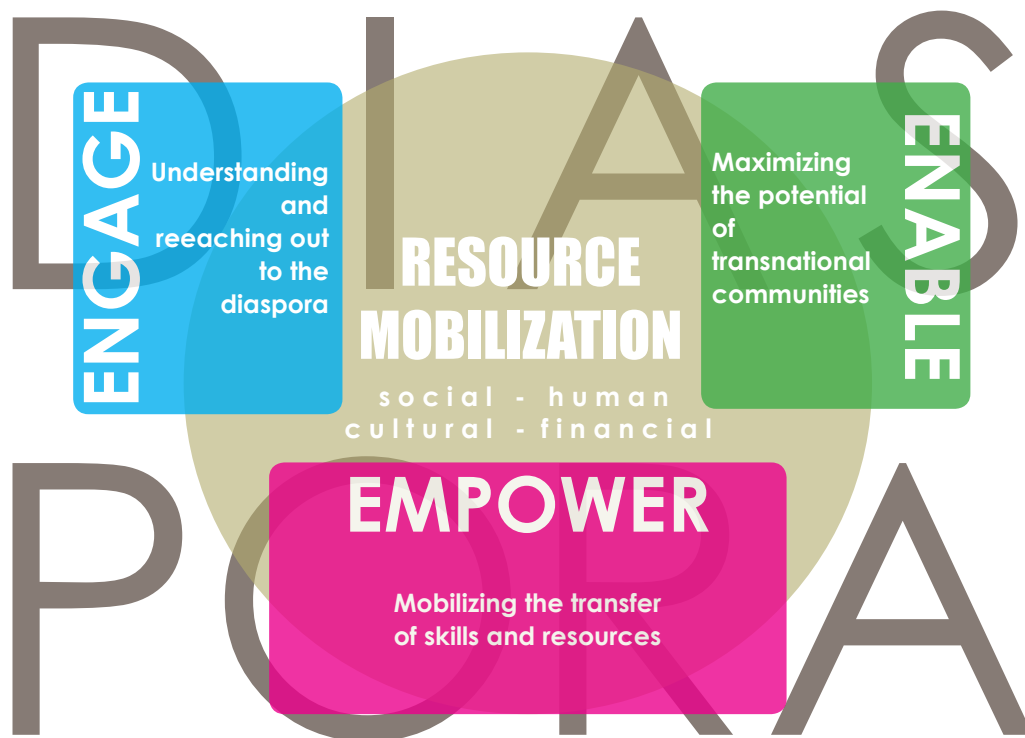 DIAS
PORA
ENGAGE
Understanding
and
reeaching out
to the
diaspora
RESOURCE
MOBILIZATION
social - human
cultural - financial
ENABLE
Maximizing
the potential
of
transnational
communities
EMPOWER
Mobilizing the transfer
of skills and resources